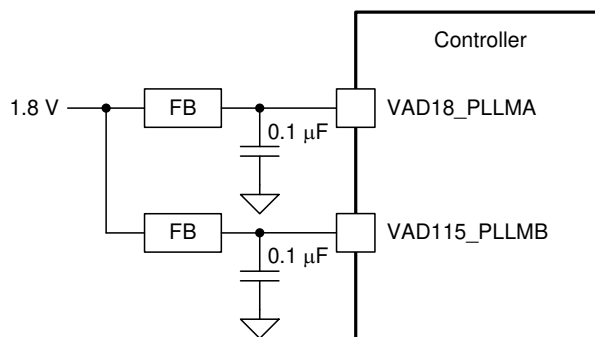 Controller
1.8 V
FB
VAD18_PLLMA
0.1 μF
FB
VAD115_PLLMB
0.1 μF